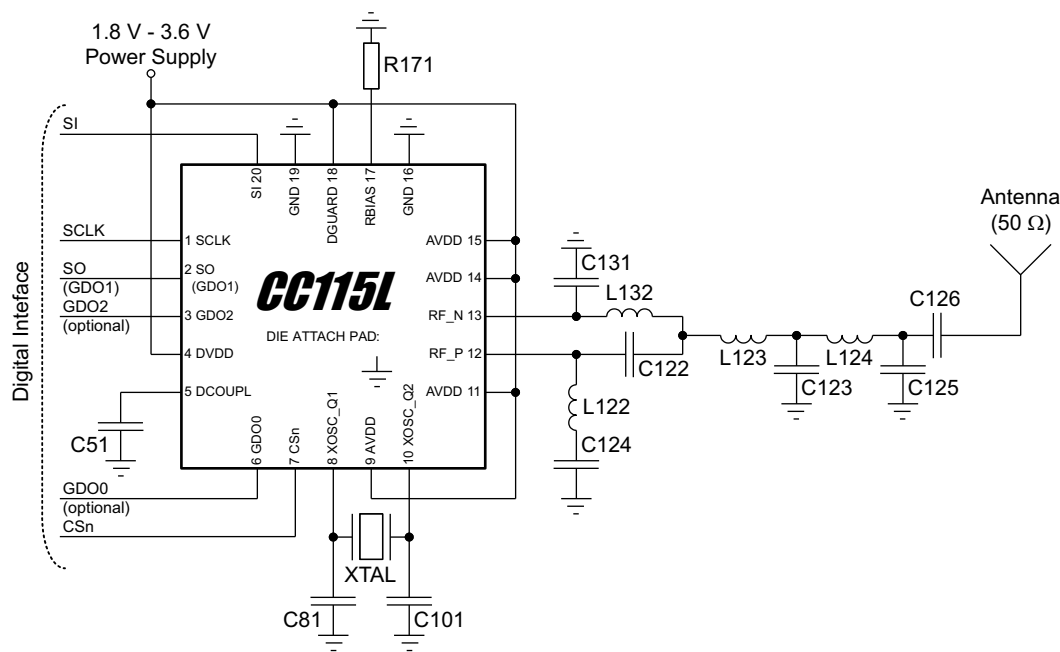 1.8 V - 3.6 V
Power Supply
R171
SI
SI 20
GND 19
DGUARD 18
RBIAS 17
GND 16
Antenna
(50 Ω)
SCLK
1 SCLK
AVDD 15
SO
(GDO1)
2 SO
(GDO1)
CC115L
AVDD 14
C131
L132
C126
GDO2
(optional)
3 GDO2
DIE ATTACH PAD:
RF_N 13
4 DVDD
RF_P 12
C122
L123
L124
C123
C125
Digital Inteface
5 DCOUPL
AVDD 11
L122
C51
6 GDO0
7 CSn
8 XOSC_Q1
9 AVDD
10 XOSC_Q2
C124
GDO0
(optional)
CSn
XTAL
C81
C101